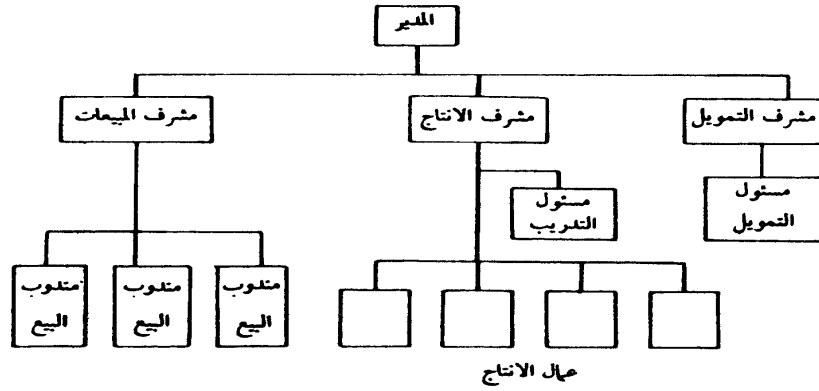 المدير
مشرف التمويل
مشرف الانتاج
مشرف المبيعات
مسئول
التمويل
مسئول
التدريب
مندوب
البيع
مندوب
البيع
مندوب
البيع
عمال الانتاج